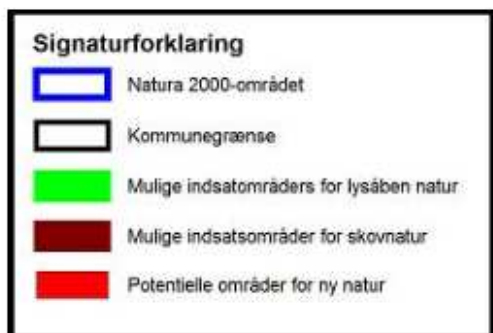 Signaturforklaring
Natura 2000-området
Kommunegrænse
Mulige indsatområders for lysåben natur
Mulige indsatsområder for skovnatur
Potentielle områder for ny natur